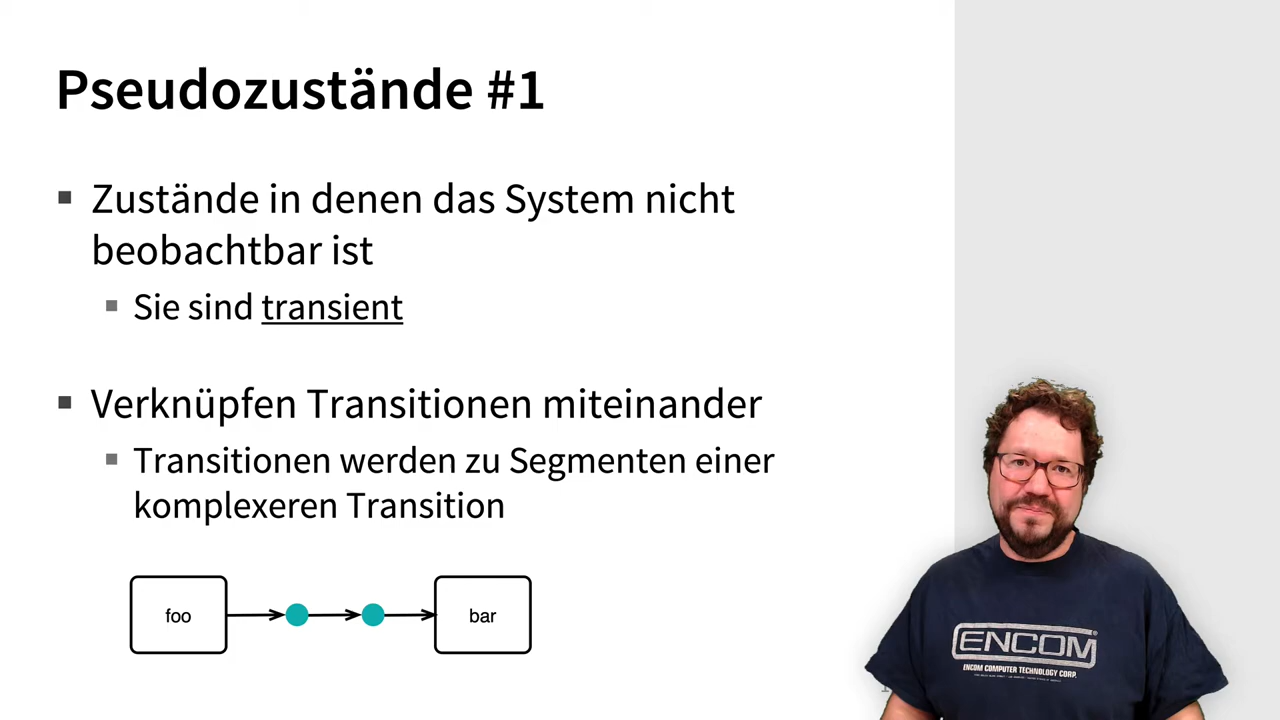 Pseudozustände #1
Zustände in denen das System nicht
beobachtbar ist
Sie sind transient
Verknüpfen Transitionen miteinander
Transitionen werden zu Segmenten einer
komplexeren Transition
foo
bar
ENCOM
ENCOM COMPUTER TECHNOLOGY CORP.